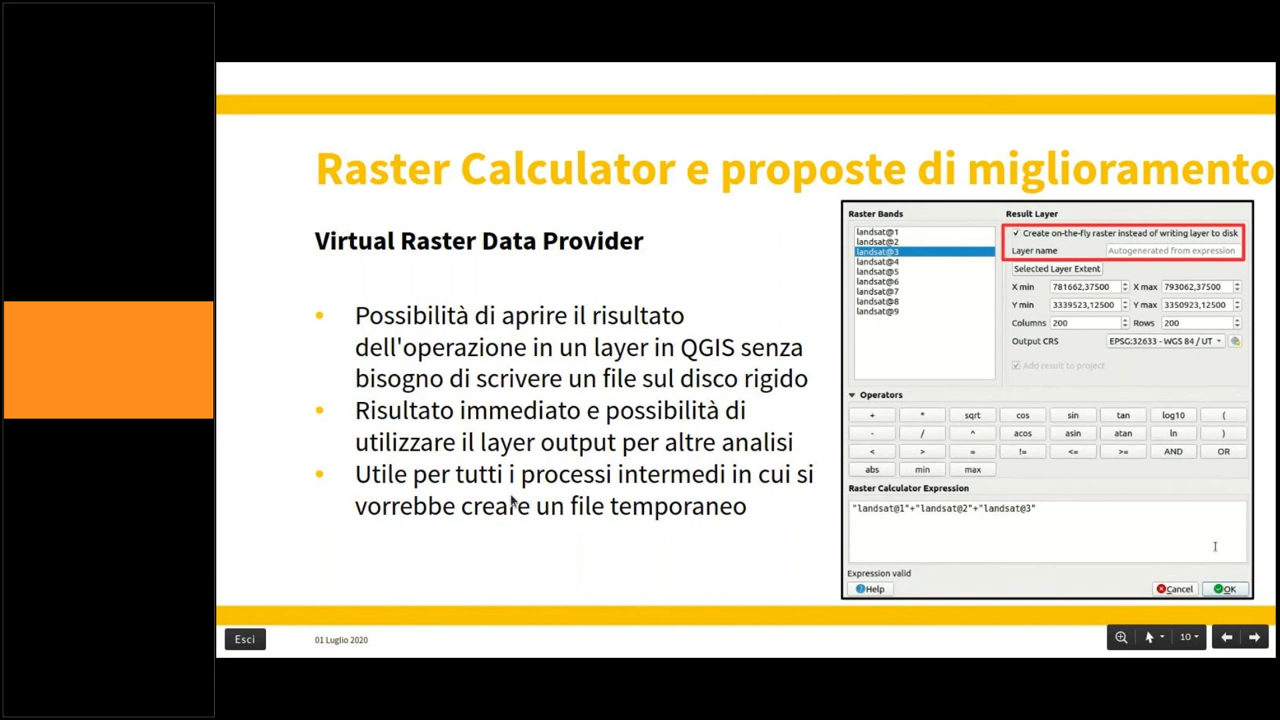 Raster Calculator e proposte di miglioramento
Virtual Raster Data Provider
• Possibilità di aprire il risultato
dell'operazione in un layer in QGIS senza
bisogno di scrivere un file sul disco rigido
• Risultato immediato e possibilità di
utilizzare il layer output per altre analisi
• Utile per tutti i processi intermedi in cui si
vorrebbe creare un file temporaneo
Raster Bands
landsat@1
landsat@2
landsat@3
landsat@4
landsat@5
landsat@6
landsat@7
landsat@8
landsat@9
Result Layer
✓ Create on-the-fly raster instead of writing layer to disk
Layer name Autogenerated from expression
Selected Layer Extent
X min 781662,37500 X max 793062,37500
Y min 3339523,12500 Y max 3350923,12500
Columns 200 Rows 200
Output CRS EPSG:32633 - WGS 84 / UT
✓ Add result to project
Operators
+ * sqrt cos sin tan log10 (
- / ^ acos asin atan ln )
< > = != <= >= AND OR
abs min max
Raster Calculator Expression
"landsat@1"+"landsat@2"+"landsat@3"
Expression valid
Help Cancel OK
Esci
01 Luglio 2020
10